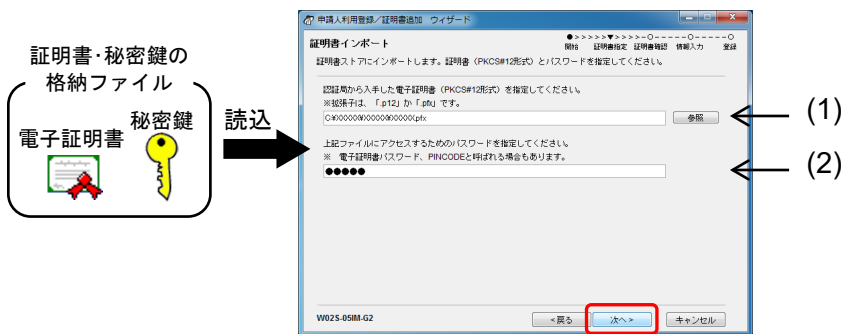 証明書・秘密鍵の
格納ファイル
電子証明書
秘密鍵
読込
申請人利用登録／証明書追加 ウィザード
証明書インポート
●>>>>>▼>>>>-○-----○-----○
開始 証明書指定 証明書確認 情報入力 登録
証明書ストアにインポートします。証明書（PKCS#12形式）とパスワードを指定してください。
認証局から入手した電子証明書（PKCS#12形式）を指定してください。
※拡張子は、「.p12」か「.pfx」です。
C:¥XXXXX¥XXXXX¥XXXXX.pfx
参照
(1)
上記ファイルにアクセスするためのパスワードを指定してください。
※ 電子証明書パスワード、PINCODEと呼ばれる場合もあります。
●●●●●
(2)
W02S-05IM-G2
<戻る
次へ>
キャンセル